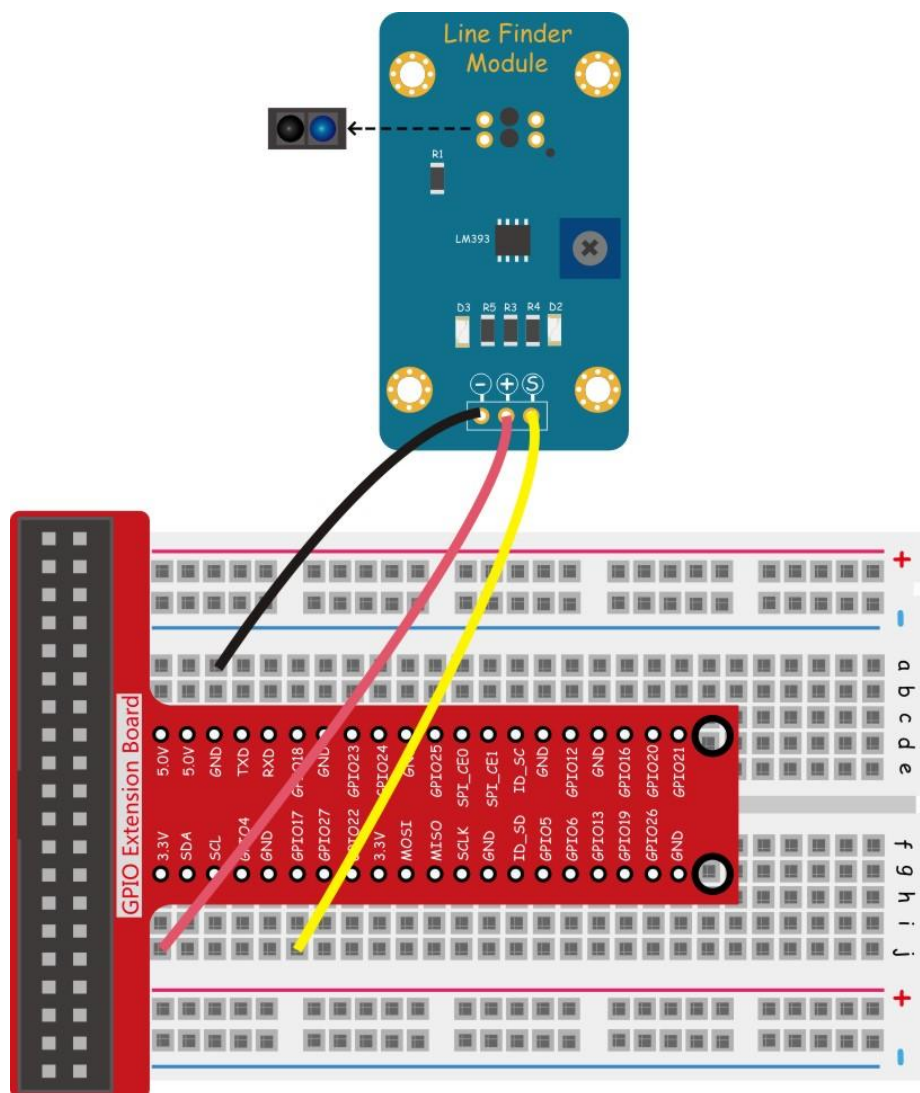 Line Finder
Module
R1
LM393
D3 R5 R3 R4 D2
- + S
GPIO Extension Board
+
-
a
b
c
d
e
5.0V 5.0V GND TXD RXD GPIO18 GND GPIO23 GPIO24 GND GPIO25 SPI_CE0 SPI_CE1 ID_SC GND GPIO12 GND GPIO16 GPIO20 GPIO21
3.3V SDA SCL GPIO4 GND GPIO17 GPIO27 GPIO22 3.3V MOSI MISO SCLK GND ID_SD GPIO5 GPIO6 GPIO13 GPIO19 GPIO26 GND
f
g
h
i
j
+
-